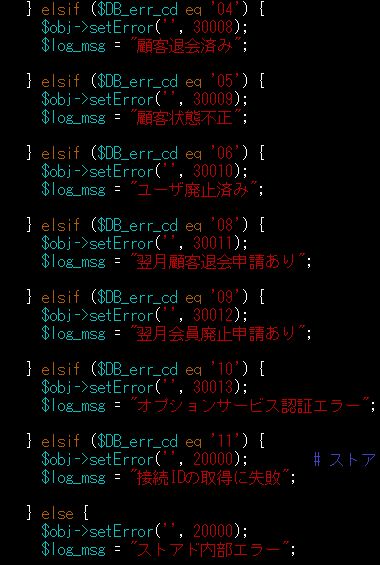 } elsif ($DB_err_cd eq '04') {
$obj->setError('', 30008);
$log_msg = "顧客退会済み";
} elsif ($DB_err_cd eq '05') {
$obj->setError('', 30009);
$log_msg = "顧客状態不正";
} elsif ($DB_err_cd eq '06') {
$obj->setError('', 30010);
$log_msg = "ユーザ廃止済み";
} elsif ($DB_err_cd eq '08') {
$obj->setError('', 30011);
$log_msg = "翌月顧客退会申請あり";
} elsif ($DB_err_cd eq '09') {
$obj->setError('', 30012);
$log_msg = "翌月会員廃止申請あり";
} elsif ($DB_err_cd eq '10') {
$obj->setError('', 30013);
$log_msg = "オプションサービス認証エラー";
} elsif ($DB_err_cd eq '11') {
$obj->setError('', 20000); # ストア
$log_msg = "接続IDの取得に失敗";
} else {
$obj->setError('', 20000);
$log_msg = "ストアド内部エラー";